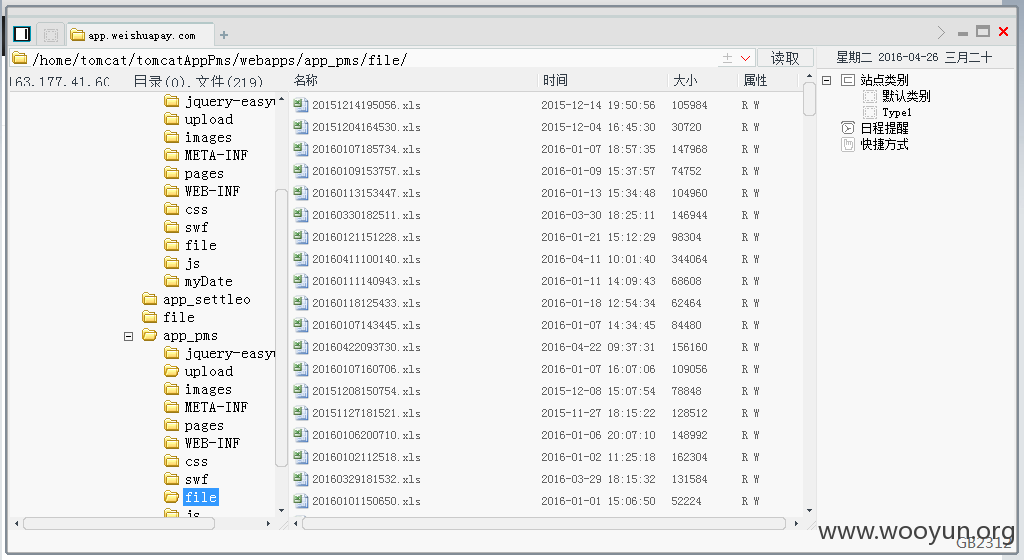 app.weishuapay.com
/home/tomcat/tomcatAppPms/webapps/app_pms/file/
读取
星期二 2016-04-26 三月二十
163.177.41.60 目录(0),文件(219)
名称 时间 大小 属性
jquery-easyu
upload
images
META-INF
pages
WEB-INF
css
swf
file
js
myDate
app_settleo
file
app_pms
jquery-easyu
upload
images
META-INF
pages
WEB-INF
css
swf
file
js
20151214195056.xls 2015-12-14 19:50:56 105984 R W
20151204164530.xls 2015-12-04 16:45:30 30720 R W
20160107185734.xls 2016-01-07 18:57:35 147968 R W
20160109153757.xls 2016-01-09 15:37:57 74752 R W
20160113153447.xls 2016-01-13 15:34:48 104960 R W
20160330182511.xls 2016-03-30 18:25:11 146944 R W
20160121151228.xls 2016-01-21 15:12:29 98304 R W
20160411100140.xls 2016-04-11 10:01:40 344064 R W
20160111140943.xls 2016-01-11 14:09:43 68608 R W
20160118125433.xls 2016-01-18 12:54:34 62464 R W
20160107143445.xls 2016-01-07 14:34:45 84480 R W
20160422093730.xls 2016-04-22 09:37:31 156160 R W
20160107160706.xls 2016-01-07 16:07:06 109056 R W
20151208150754.xls 2015-12-08 15:07:54 78848 R W
20151127181521.xls 2015-11-27 18:15:22 128512 R W
20160106200710.xls 2016-01-06 20:07:10 148992 R W
20160102112518.xls 2016-01-02 11:25:18 162304 R W
20160329181532.xls 2016-03-29 18:15:32 131584 R W
20160101150650.xls 2016-01-01 15:06:50 52224 R W
站点类别
默认类别
Type1
日程提醒
快捷方式
www.wooyun.org
GB2312